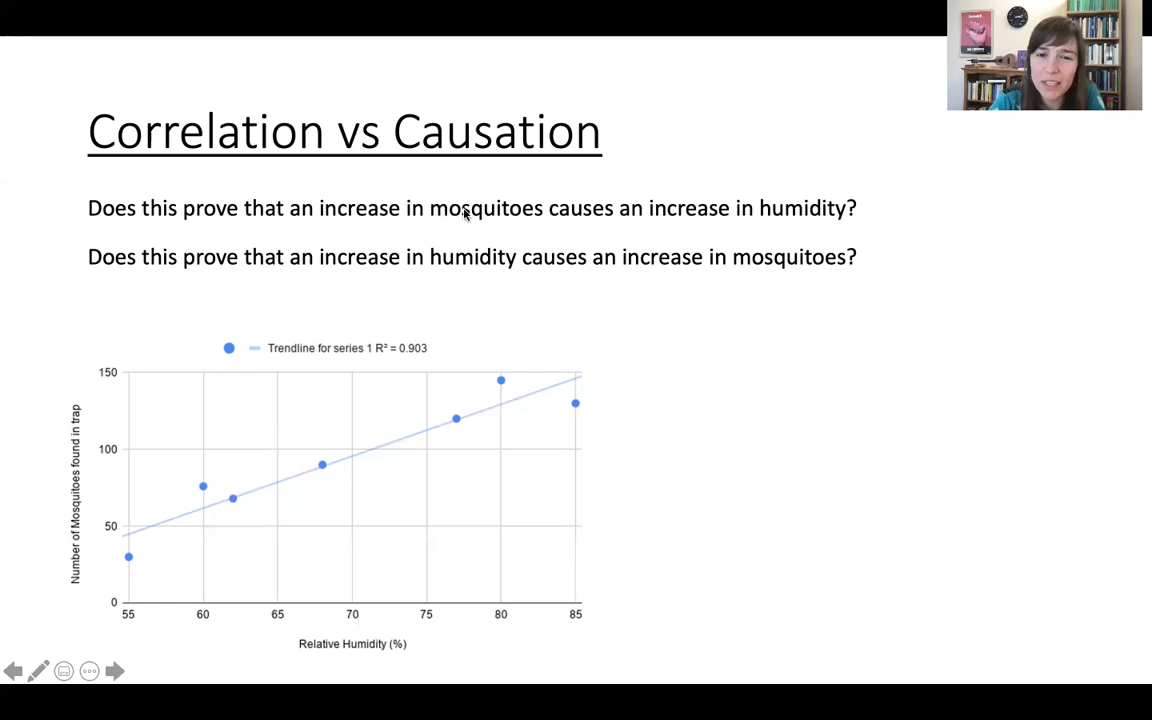 Correlation vs Causation
Does this prove that an increase in mosquitoes causes an increase in humidity?
Does this prove that an increase in humidity causes an increase in mosquitoes?
Trendline for series 1 R² = 0.903
Number of Mosquitoes found in trap
150
100
50
0
55 60 65 70 75 80 85
Relative Humidity (%)